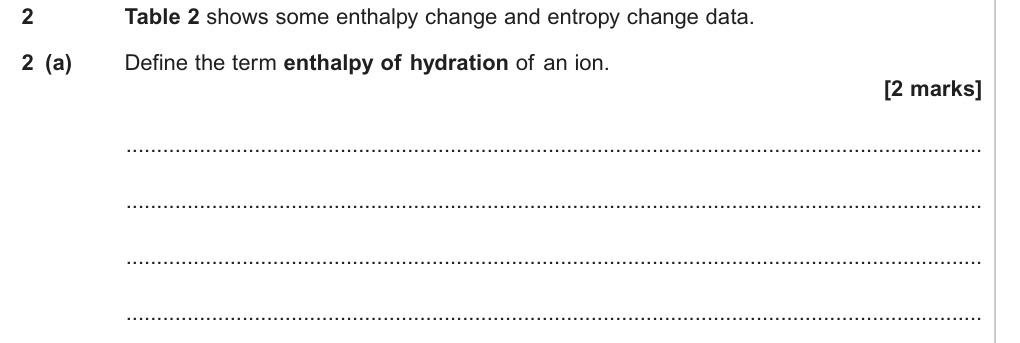 2 Table 2 shows some enthalpy change and entropy change data.
2 (a) Define the term enthalpy of hydration of an ion.
[2 marks]